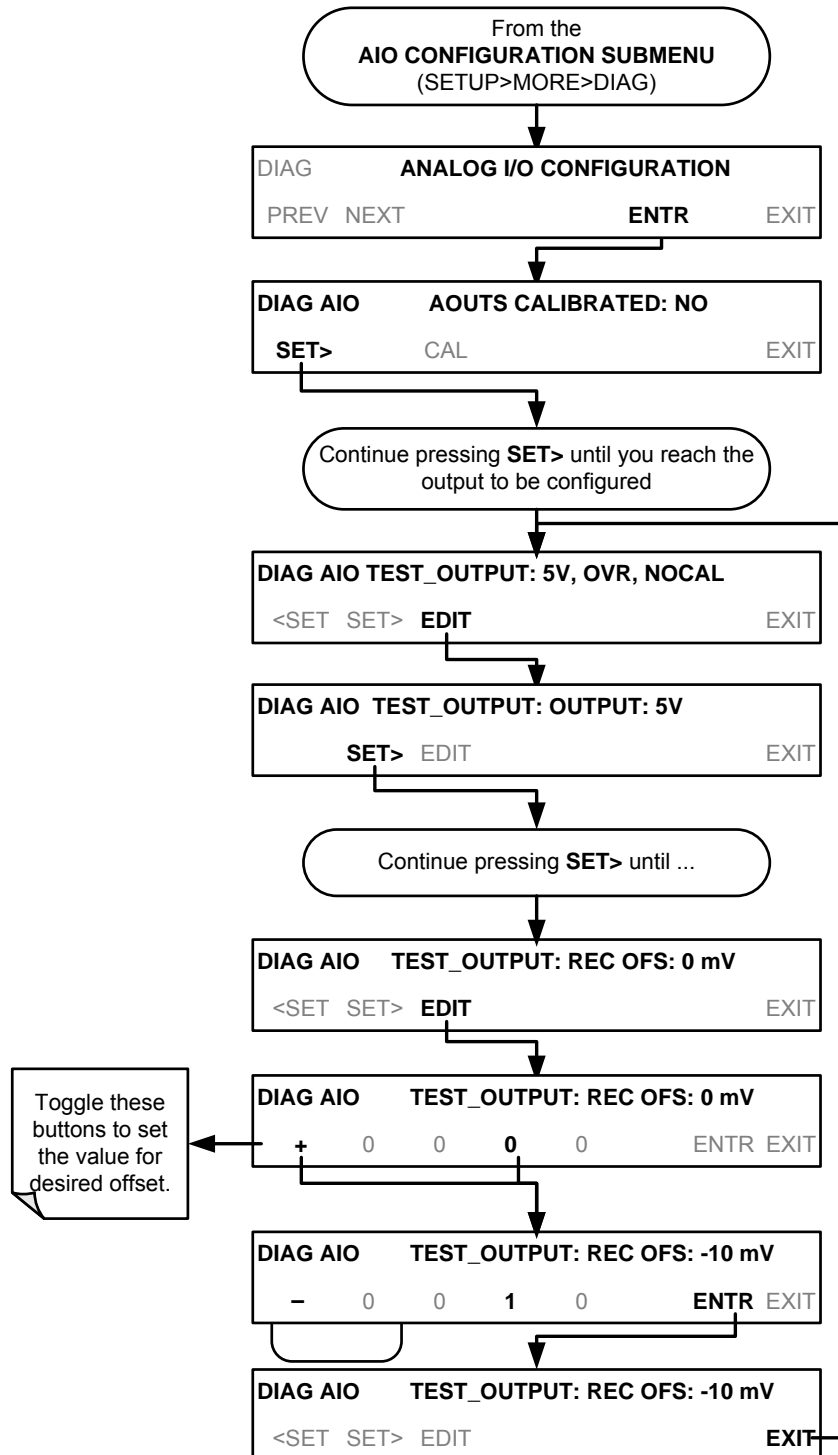 From the
AIO CONFIGURATION SUBMENU
(SETUP>MORE>DIAG)
DIAG ANALOG I/O CONFIGURATION
PREV NEXT ENTR EXIT
DIAG AIO AOUTS CALIBRATED: NO
SET> CAL EXIT
Continue pressing SET> until you reach the
output to be configured
DIAG AIO TEST_OUTPUT: 5V, OVR, NOCAL
<SET SET> EDIT EXIT
DIAG AIO TEST_OUTPUT: OUTPUT: 5V
SET> EDIT EXIT
Continue pressing SET> until ...
DIAG AIO TEST_OUTPUT: REC OFS: 0 mV
<SET SET> EDIT EXIT
Toggle these
buttons to set
the value for
desired offset.
DIAG AIO TEST_OUTPUT: REC OFS: 0 mV
+ 0 0 0 0 ENTR EXIT
DIAG AIO TEST_OUTPUT: REC OFS: -10 mV
– 0 0 1 0 ENTR EXIT
DIAG AIO TEST_OUTPUT: REC OFS: -10 mV
<SET SET> EDIT EXIT